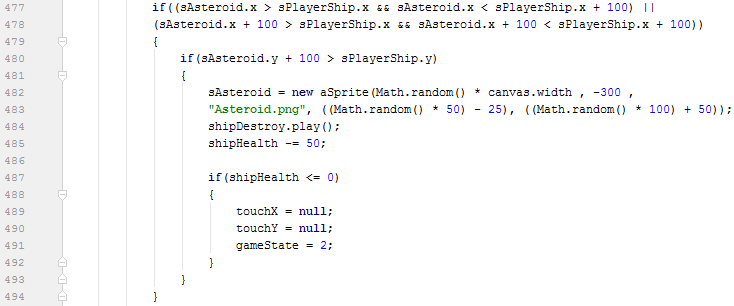 477 if((sAsteroid.x > sPlayerShip.x && sAsteroid.x < sPlayerShip.x + 100) ||
478 (sAsteroid.x + 100 > sPlayerShip.x && sAsteroid.x + 100 < sPlayerShip.x + 100))
479 {
480 if(sAsteroid.y + 100 > sPlayerShip.y)
481 {
482 sAsteroid = new aSprite(Math.random() * canvas.width , -300 ,
483 "Asteroid.png", ((Math.random() * 50) - 25), ((Math.random() * 100) + 50));
484 shipDestroy.play();
485 shipHealth -= 50;
486
487 if(shipHealth <= 0)
488 {
489 touchX = null;
490 touchY = null;
491 gameState = 2;
492 }
493 }
494 }